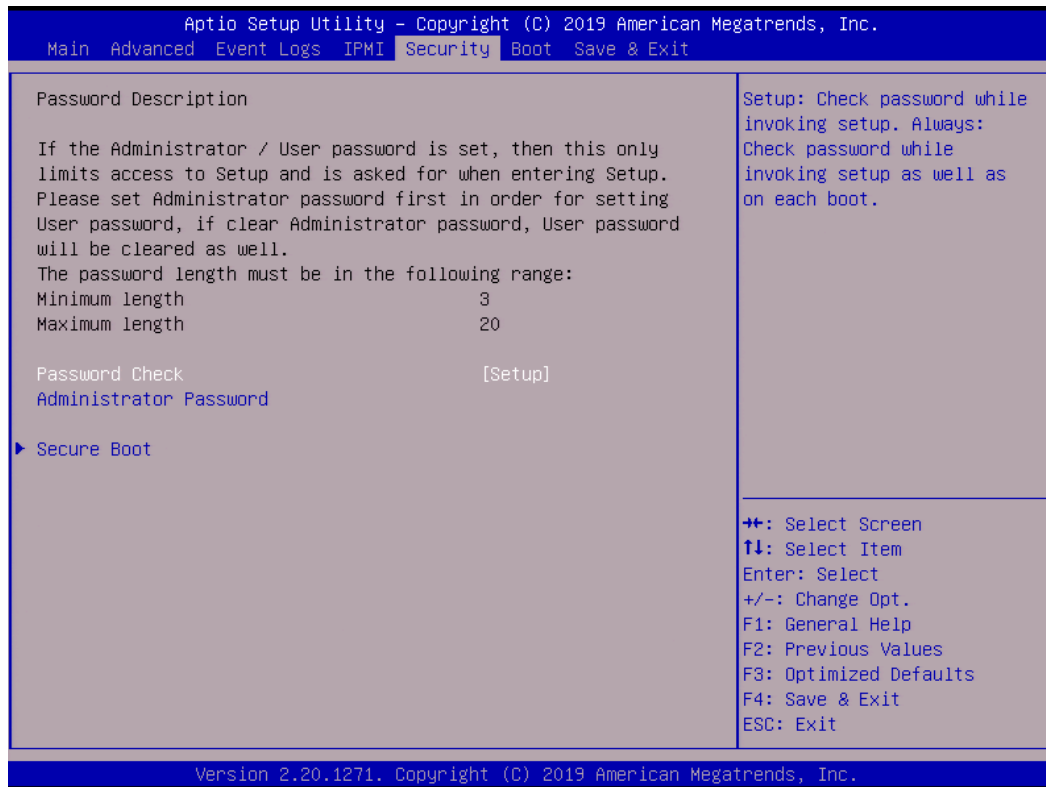 Aptio Setup Utility – Copyright (C) 2019 American Megatrends, Inc.
Main Advanced Event Logs IPMI Security Boot Save & Exit
Password Description
If the Administrator / User password is set, then this only
limits access to Setup and is asked for when entering Setup.
Please set Administrator password first in order for setting
User password, if clear Administrator password, User password
will be cleared as well.
The password length must be in the following range:
Minimum length 3
Maximum length 20
Password Check [Setup]
Administrator Password
Secure Boot
Setup: Check password while
invoking setup. Always:
Check password while
invoking setup as well as
on each boot.
→←: Select Screen
↑↓: Select Item
Enter: Select
+/-: Change Opt.
F1: General Help
F2: Previous Values
F3: Optimized Defaults
F4: Save & Exit
ESC: Exit
Version 2.20.1271. Copyright (C) 2019 American Megatrends, Inc.